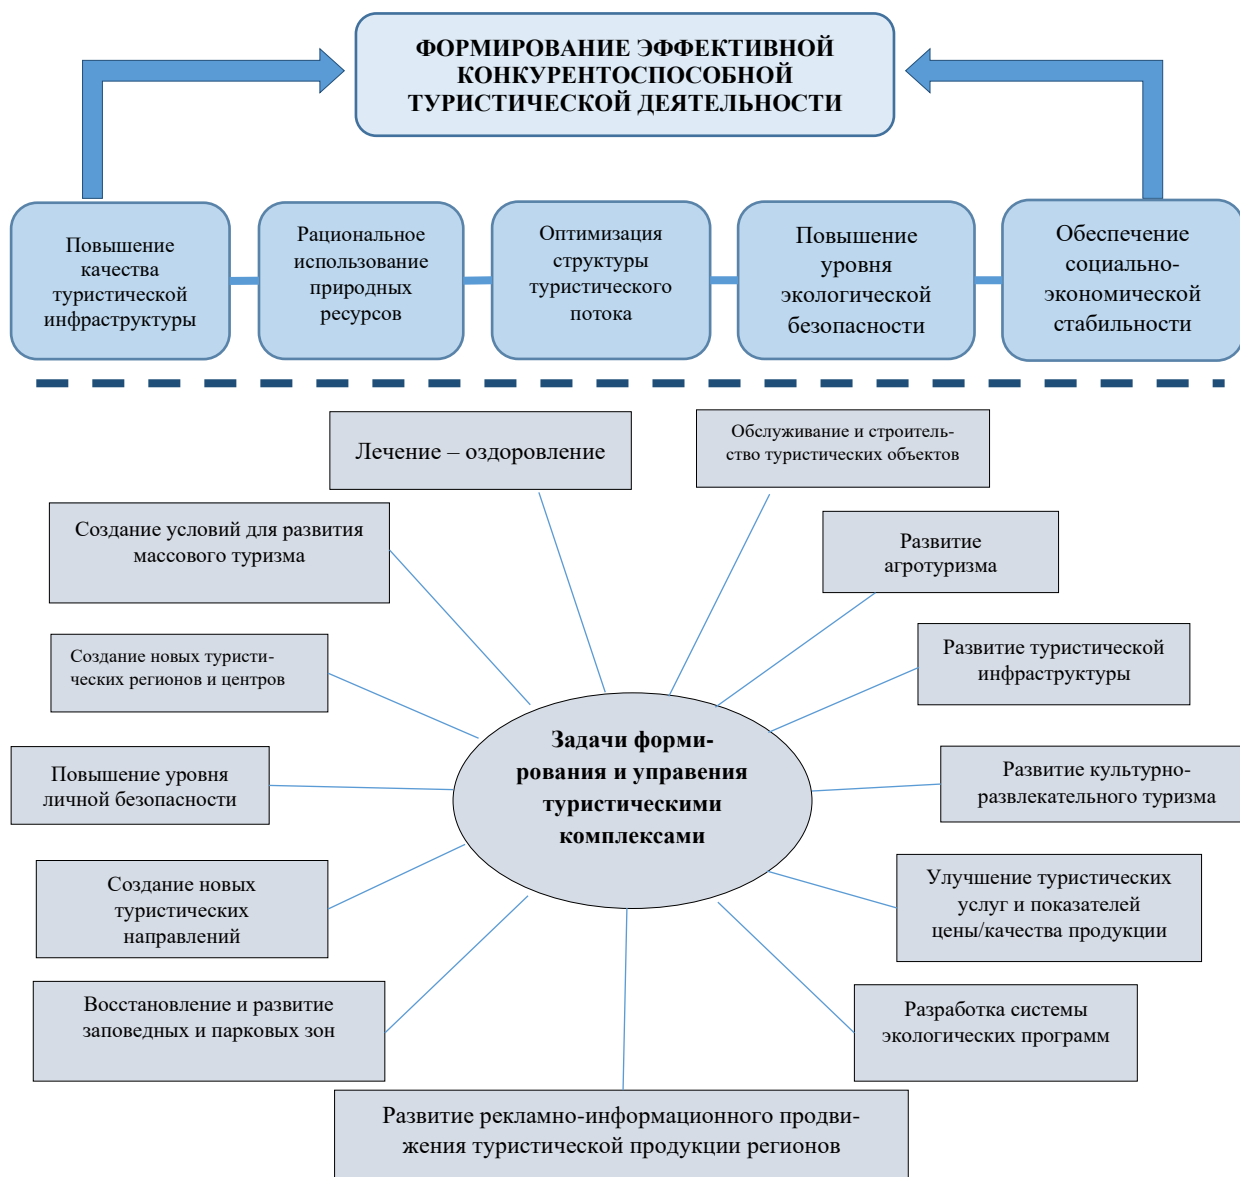 ФОРМИРОВАНИЕ ЭФФЕКТИВНОЙ
КОНКУРЕНТОСПОСОБНОЙ
ТУРИСТИЧЕСКОЙ ДЕЯТЕЛЬНОСТИ
Повышение
качества
туристической
инфраструктуры
Рациональное
использование
природных
ресурсов
Оптимизация
структуры
туристического
потока
Повышение
уровня
экологической
безопасности
Обеспечение
социально-
экономической
стабильности
Лечение – оздоровление
Обслуживание и строитель-
ство туристических объектов
Создание условий для развития
массового туризма
Развитие
агротуризма
Создание новых туристи-
ческих регионов и центров
Развитие туристической
инфраструктуры
Задачи форми-
рования и управения
туристическими
комплексами
Повышение уровня
личной безопасности
Развитие культурно-
развлекательного туризма
Создание новых
туристических
направлений
Улучшение туристических
услуг и показателей
цены/качества продукции
Восстановление и развитие
заповедных и парковых зон
Разработка системы
экологических программ
Развитие рекламно-информационного продви-
жения туристической продукции регионов